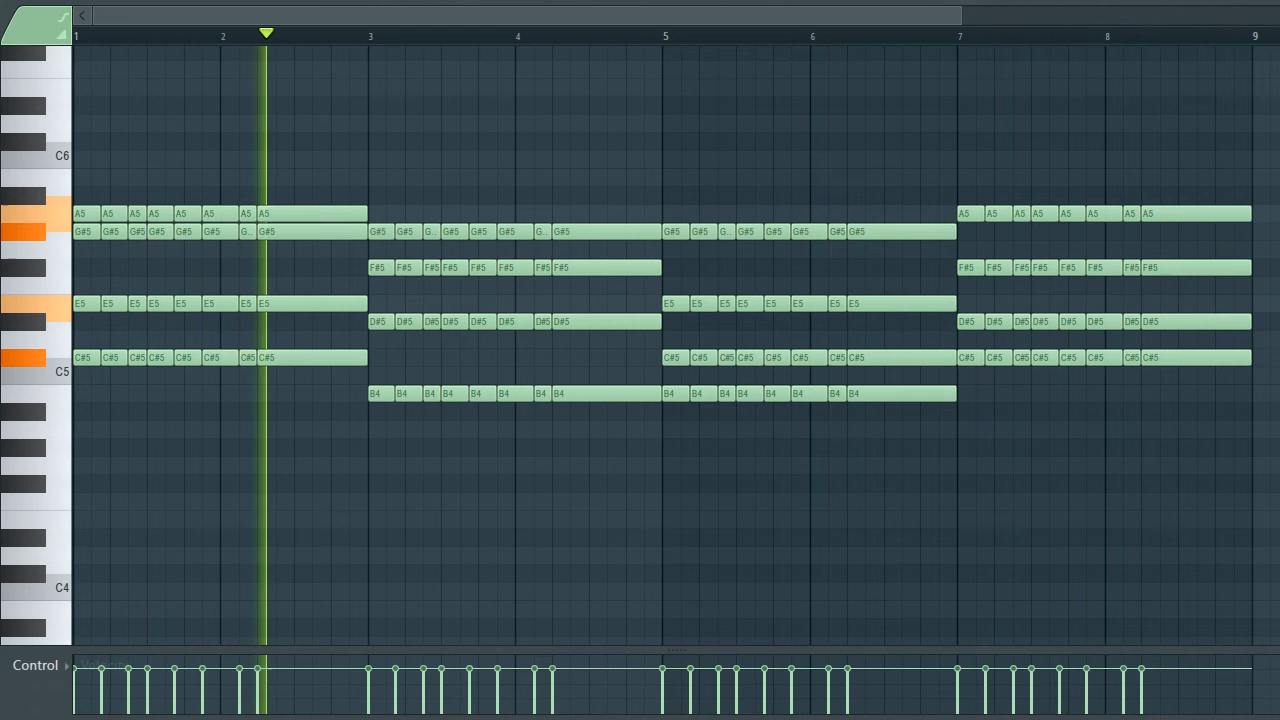 1 2 3 4 5 6 7 8 9
C6
A5 A5 A5 A5 A5 A5 A5 A5 A5 A5 A5 A5 A5 A5 A5 A5
G#5 G#5 G#5 G#5 G#5 G#5 G.. G#5 G#5 G#5 G.. G#5 G#5 G#5 G.. G#5 G#5 G#5 G.. G#5 G#5 G#5 G#5 G#5
F#5 F#5 F#5 F#5 F#5 F#5 F#5 F#5 F#5 F#5 F#5 F#5 F#5 F#5 F#5 F#5
E5 E5 E5 E5 E5 E5 E5 E5 E5 E5 E5 E5 E5 E5 E5 E5
D#5 D#5 D#5 D#5 D#5 D#5 D#5 D#5 D#5 D#5 D#5 D#5 D#5 D#5 D#5 D#5
C#5 C#5 C#5 C#5 C#5 C#5 C#5 C#5 C#5 C#5 C#5 C#5 C#5 C#5 C#5 C#5 C#5 C#5 C#5 C#5 C#5 C#5 C#5 C#5
C5
B4 B4 B4 B4 B4 B4 B4 B4 B4 B4 B4 B4 B4 B4 B4 B4
C4
Control Velocity